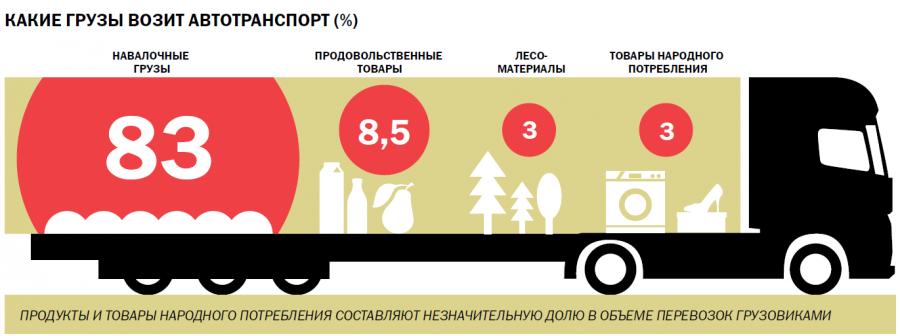 КАКИЕ ГРУЗЫ ВОЗИТ АВТОТРАНСПОРТ (%)
НАВАЛОЧНЫЕ
ГРУЗЫ
83
ПРОДОВОЛЬСТВЕННЫЕ
ТОВАРЫ
8,5
ЛЕСО-
МАТЕРИАЛЫ
3
ТОВАРЫ НАРОДНОГО
ПОТРЕБЛЕНИЯ
3
ПРОДУКТЫ И ТОВАРЫ НАРОДНОГО ПОТРЕБЛЕНИЯ СОСТАВЛЯЮТ НЕЗНАЧИТЕЛЬНУЮ ДОЛЮ В ОБЪЕМЕ ПЕРЕВОЗОК ГРУЗОВИКАМИ